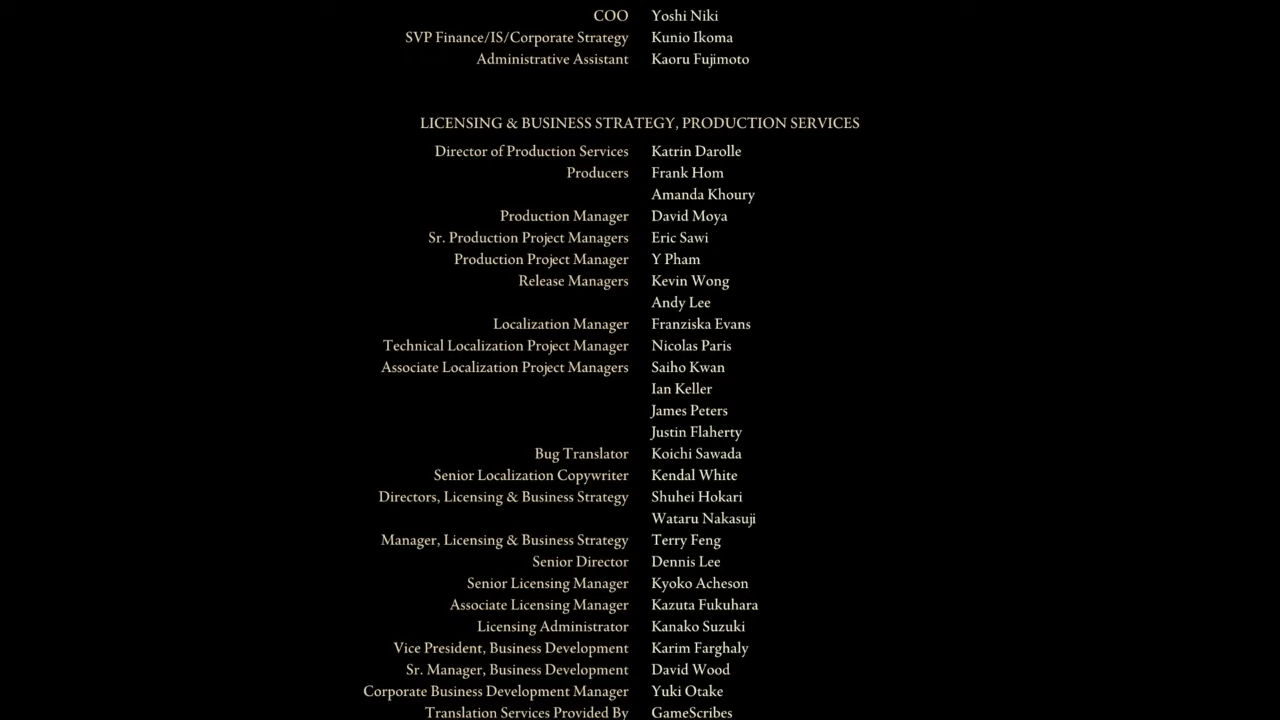 COO Yoshi Niki
SVP Finance/IS/Corporate Strategy Kunio Ikoma
Administrative Assistant Kaoru Fujimoto
LICENSING & BUSINESS STRATEGY, PRODUCTION SERVICES
Director of Production Services Katrin Darolle
Producers Frank Hom
Amanda Khoury
Production Manager David Moya
Sr. Production Project Managers Eric Sawi
Production Project Manager Y Pham
Release Managers Kevin Wong
Andy Lee
Localization Manager Franziska Evans
Technical Localization Project Manager Nicolas Paris
Associate Localization Project Managers Saiho Kwan
Ian Keller
James Peters
Justin Flaherty
Bug Translator Koichi Sawada
Senior Localization Copywriter Kendal White
Directors, Licensing & Business Strategy Shuhei Hokari
Wataru Nakasuji
Manager, Licensing & Business Strategy Terry Feng
Senior Director Dennis Lee
Senior Licensing Manager Kyoko Acheson
Associate Licensing Manager Kazuta Fukuhara
Licensing Administrator Kanako Suzuki
Vice President, Business Development Karim Farghaly
Sr. Manager, Business Development David Wood
Corporate Business Development Manager Yuki Otake
Translation Services Provided By GameScribes